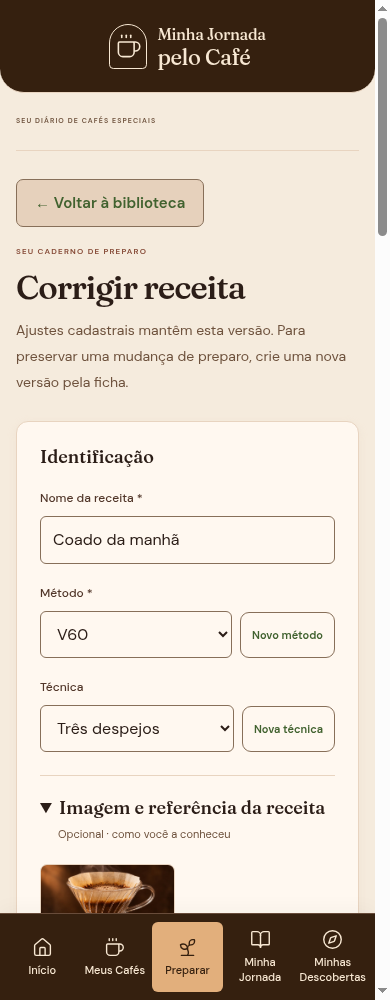 Minha Jornada
pelo Café
SEU DIÁRIO DE CAFÉS ESPECIAIS
← Voltar à biblioteca
SEU CADERNO DE PREPARO
Corrigir receita
Ajustes cadastrais mantêm esta versão. Para
preservar uma mudança de preparo, crie uma nova
versão pela ficha.
Identificação
Nome da receita *
Coado da manhã
Método *
V60
Novo método
Técnica
Três despejos
Nova técnica
▼ Imagem e referência da receita
Opcional · como você a conheceu
Início
Meus Cafés
Preparar
Minha
Jornada
Minhas
Descobertas